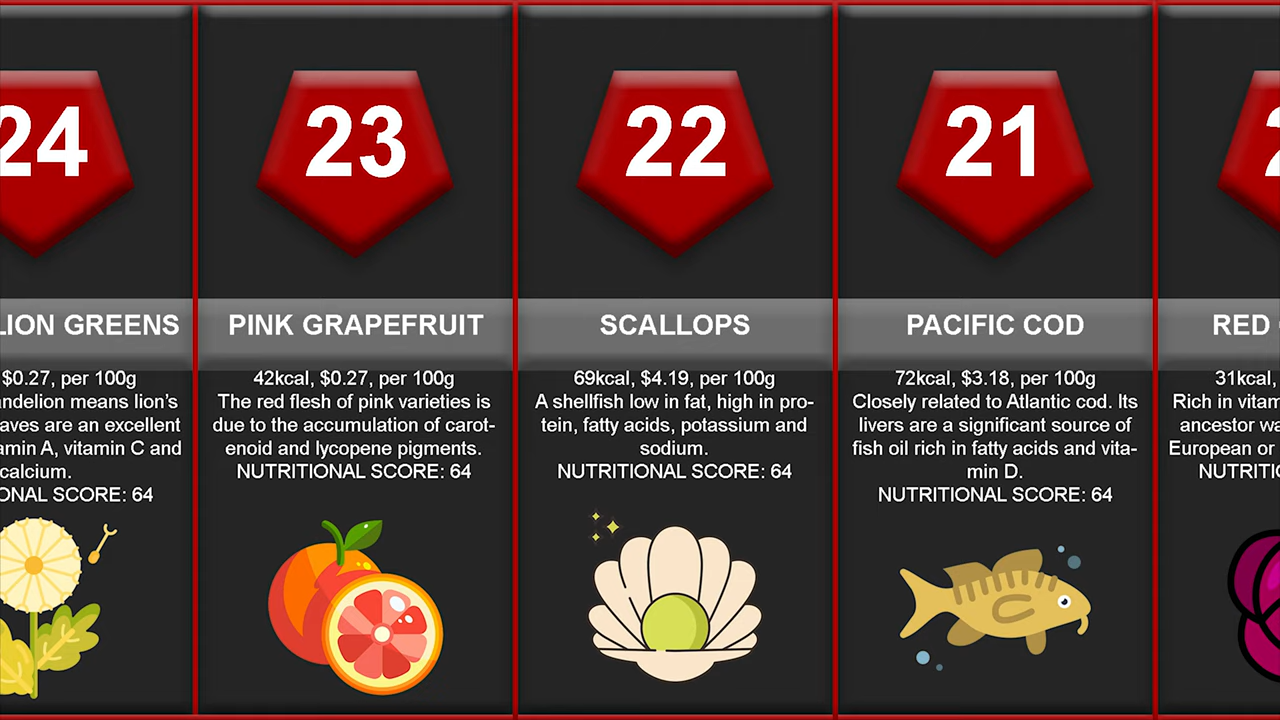 24
LION GREENS
$0.27, per 100g
andelion means lion's
aves are an excellent
amin A, vitamin C and
calcium.
ONAL SCORE: 64
23
PINK GRAPEFRUIT
42kcal, $0.27, per 100g
The red flesh of pink varieties is
due to the accumulation of carot-
enoid and lycopene pigments.
NUTRITIONAL SCORE: 64
22
SCALLOPS
69kcal, $4.19, per 100g
A shellfish low in fat, high in pro-
tein, fatty acids, potassium and
sodium.
NUTRITIONAL SCORE: 64
21
PACIFIC COD
72kcal, $3.18, per 100g
Closely related to Atlantic cod. Its
livers are a significant source of
fish oil rich in fatty acids and vita-
min D.
NUTRITIONAL SCORE: 64
2
RED
31kcal,
Rich in vitam
ancestor wa
European or
NUTRITIO